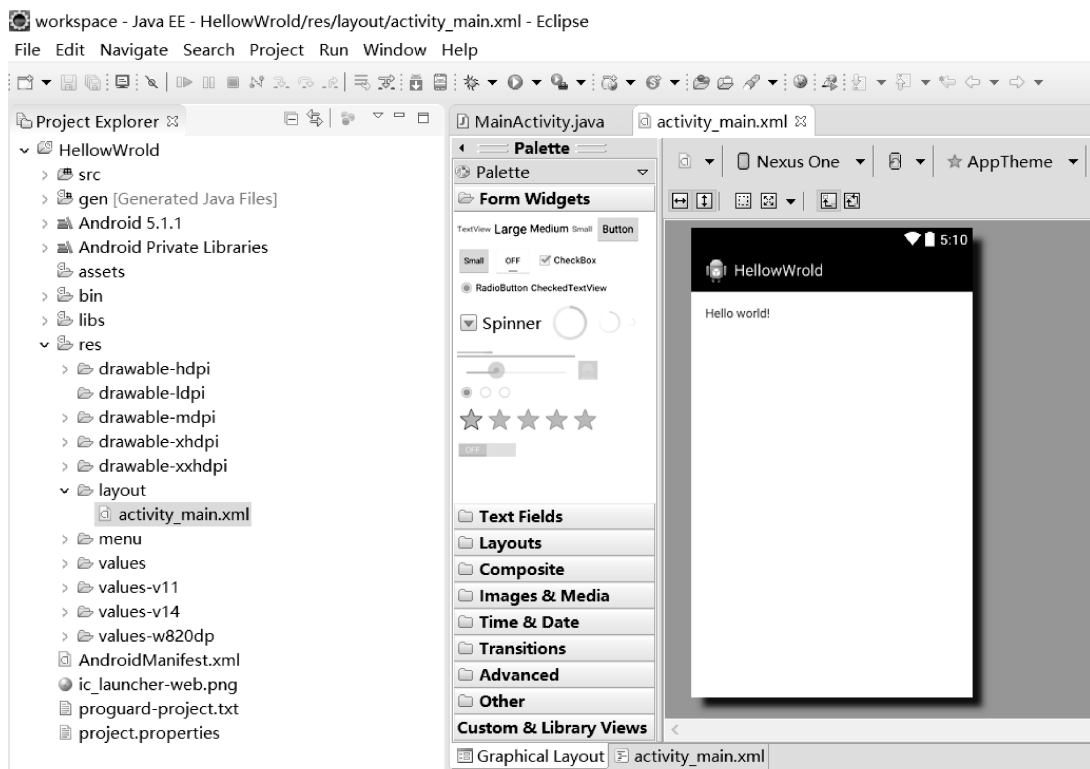 workspace - Java EE - HellowWrold/res/layout/activity_main.xml - Eclipse
File Edit Navigate Search Project Run Window Help
Project Explorer
HellowWrold
src
gen [Generated Java Files]
Android 5.1.1
Android Private Libraries
assets
bin
libs
res
drawable-hdpi
drawable-ldpi
drawable-mdpi
drawable-xhdpi
drawable-xxhdpi
layout
activity_main.xml
menu
values
values-v11
values-v14
values-w820dp
AndroidManifest.xml
ic_launcher-web.png
proguard-project.txt
project.properties
MainActivity.java activity_main.xml
Palette
Palette
Form Widgets
TextView Large Medium Small Button
Small OFF CheckBox
RadioButton CheckedTextView
Spinner
OFF
Text Fields
Layouts
Composite
Images & Media
Time & Date
Transitions
Advanced
Other
Custom & Library Views
Graphical Layout activity_main.xml
Nexus One AppTheme
5:10
HellowWrold
Hello world!